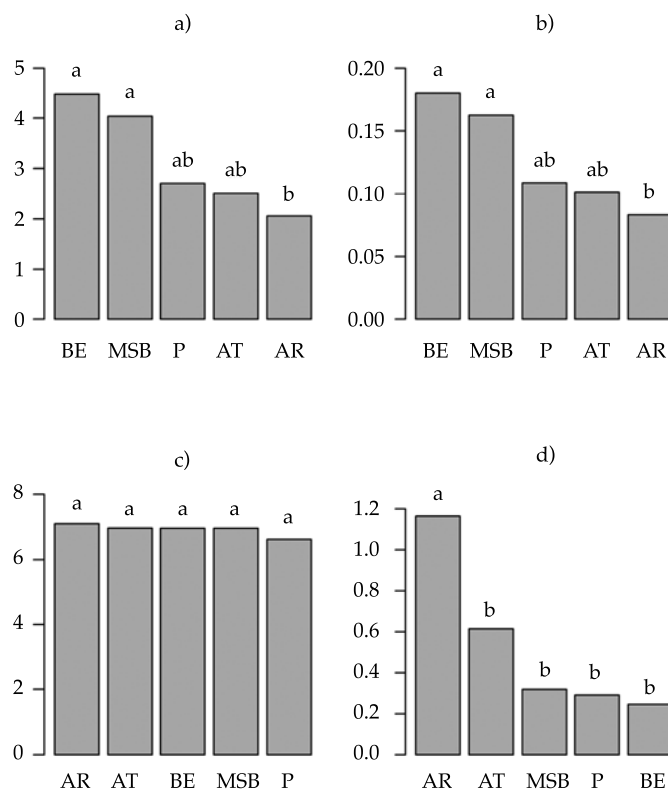 a)
5
4
3
2
1
0
a
a
ab
ab
b
BE MSB P AT AR
b)
0.20
0.15
0.10
0.05
0.00
a
a
ab
ab
b
BE MSB P AT AR
c)
8
6
4
2
0
a
a
a
a
a
AR AT BE MSB P
d)
1.2
1.0
0.8
0.6
0.4
0.2
0.0
a
b
b
b
b
AR AT MSB P BE